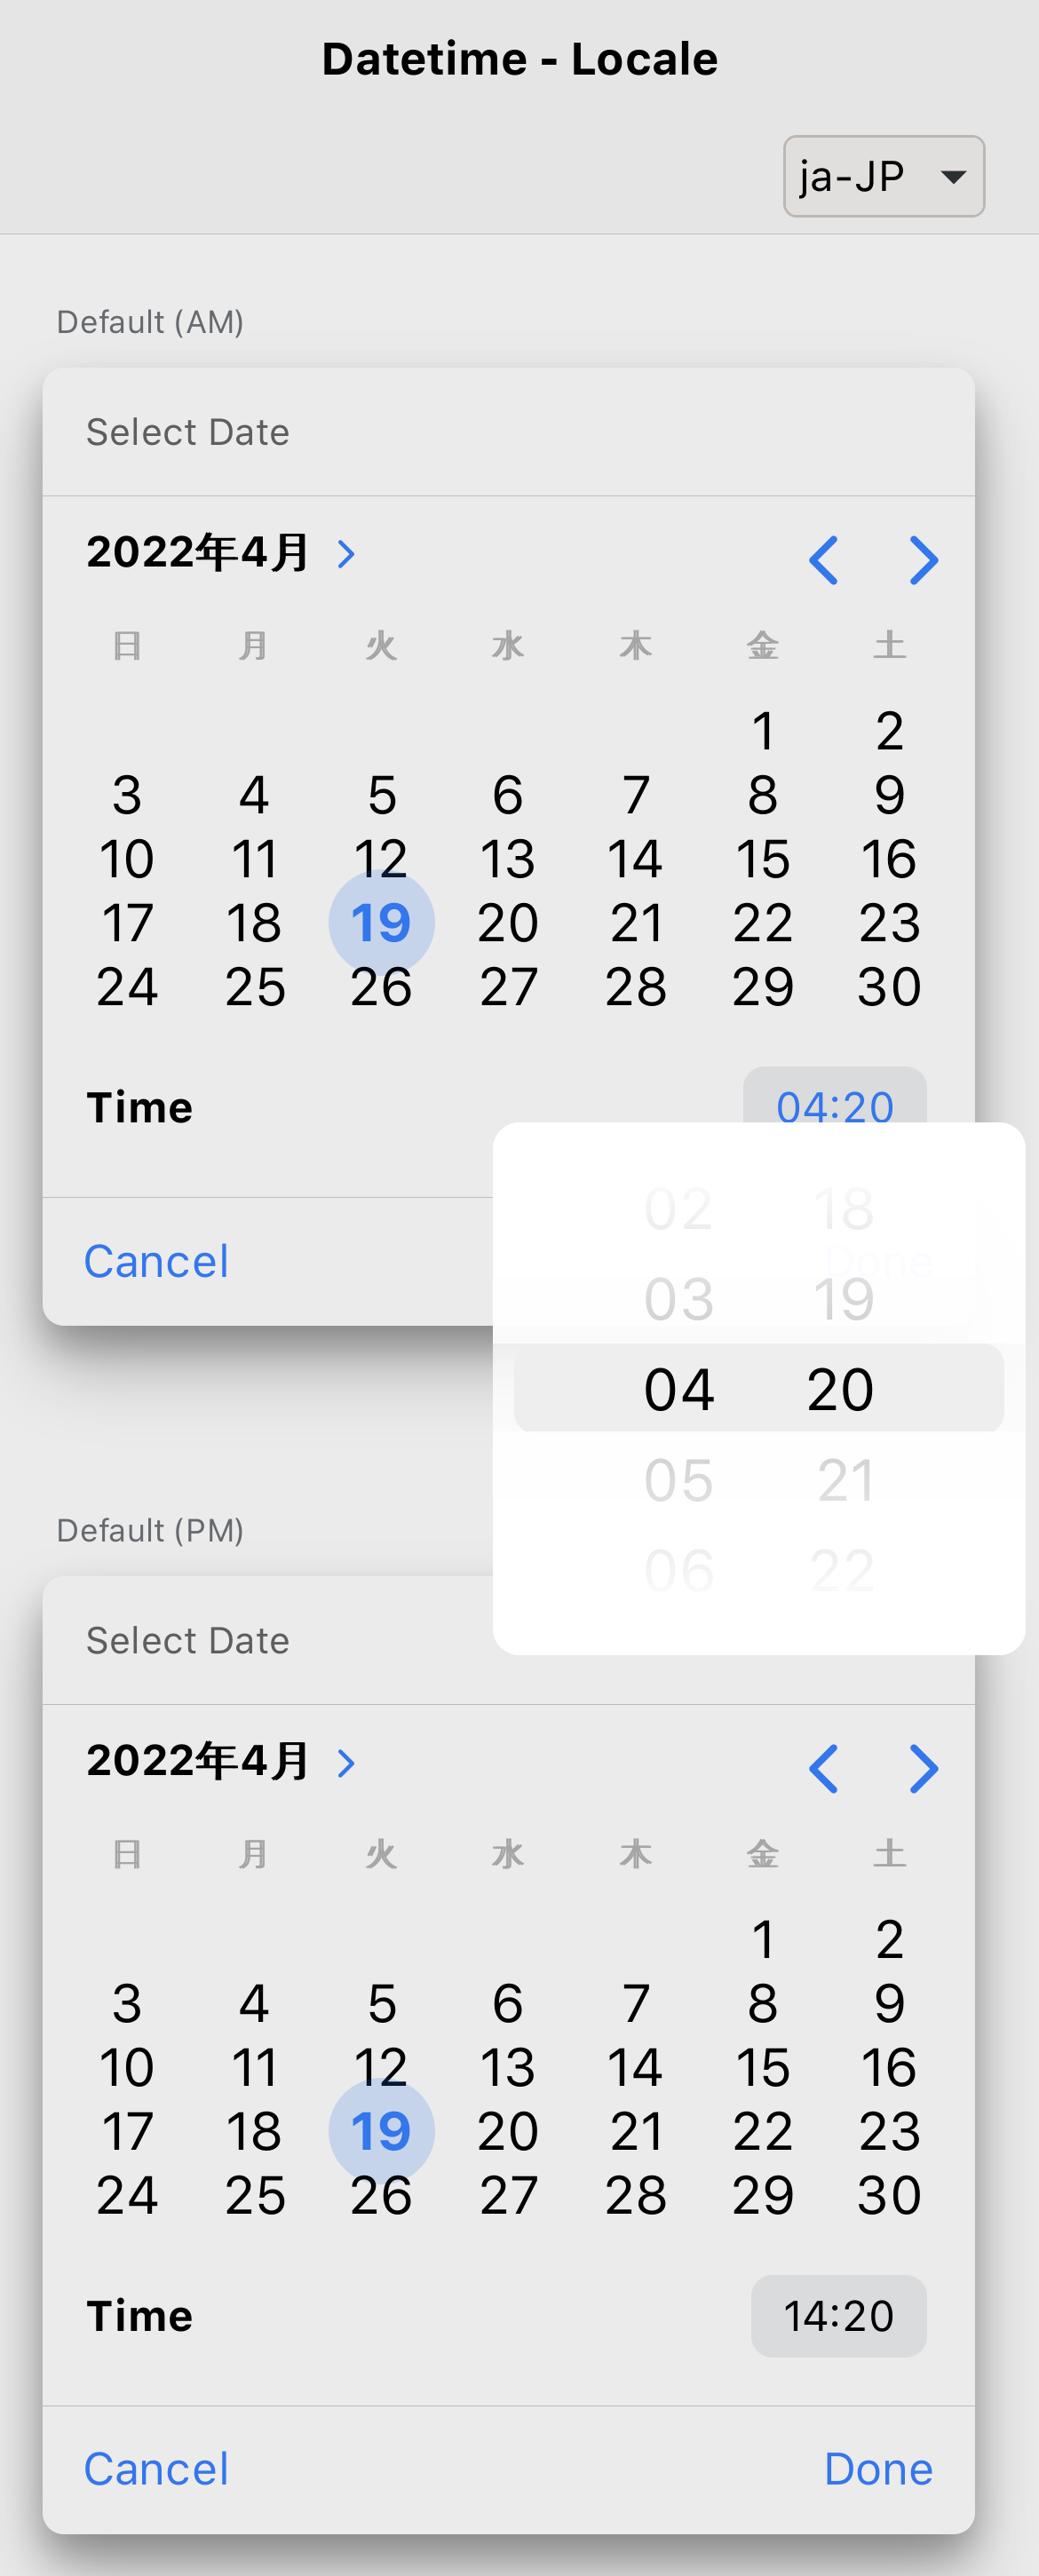 Datetime - Locale
ja-JP
Default (AM)
Select Date
2022年4月
日 月 火 水 木 金 土
1 2
3 4 5 6 7 8 9
10 11 12 13 14 15 16
17 18 19 20 21 22 23
24 25 26 27 28 29 30
Time 04:20
Cancel Done
02 18
03 19
04 20
05 21
06 22
Default (PM)
Select Date
2022年4月
日 月 火 水 木 金 土
1 2
3 4 5 6 7 8 9
10 11 12 13 14 15 16
17 18 19 20 21 22 23
24 25 26 27 28 29 30
Time 14:20
Cancel Done